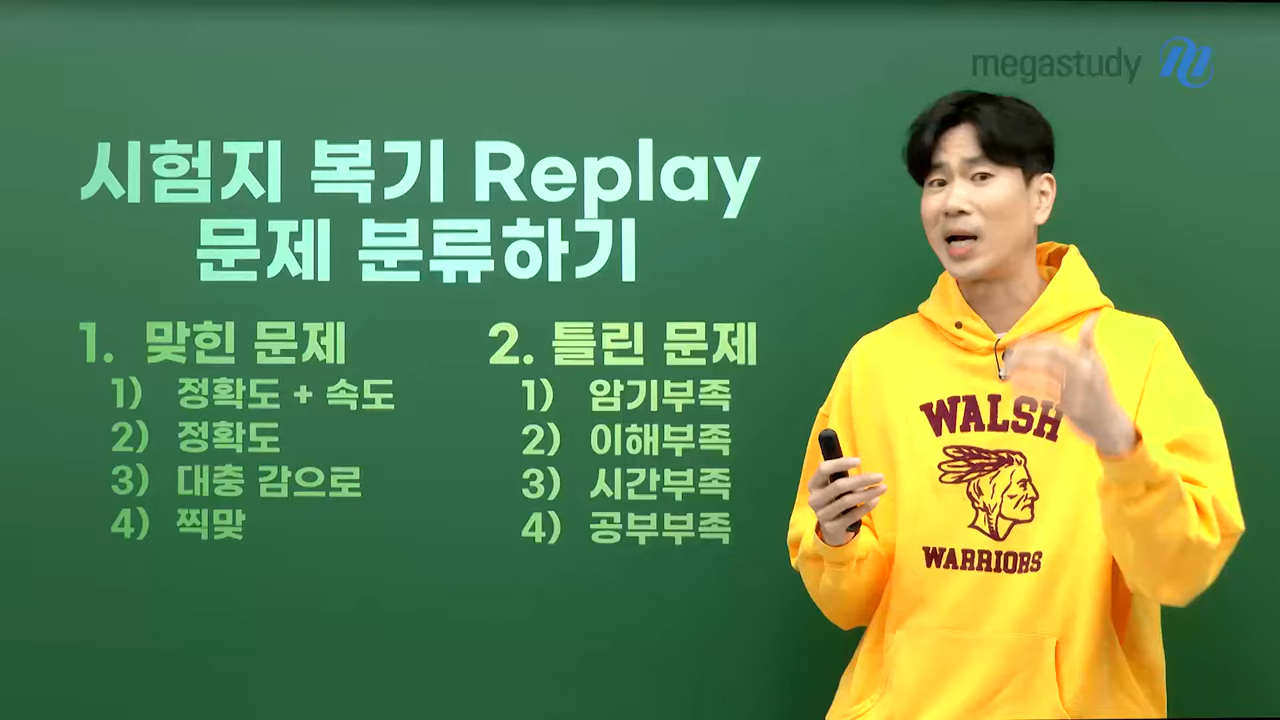 megastudy
시험지 복기 Replay
문제 분류하기
1. 맞힌 문제
1) 정확도 + 속도
2) 정확도
3) 대충 감으로
4) 찍맞
2. 틀린 문제
1) 암기부족
2) 이해부족
3) 시간부족
4) 공부부족
WALSH
WARRIORS